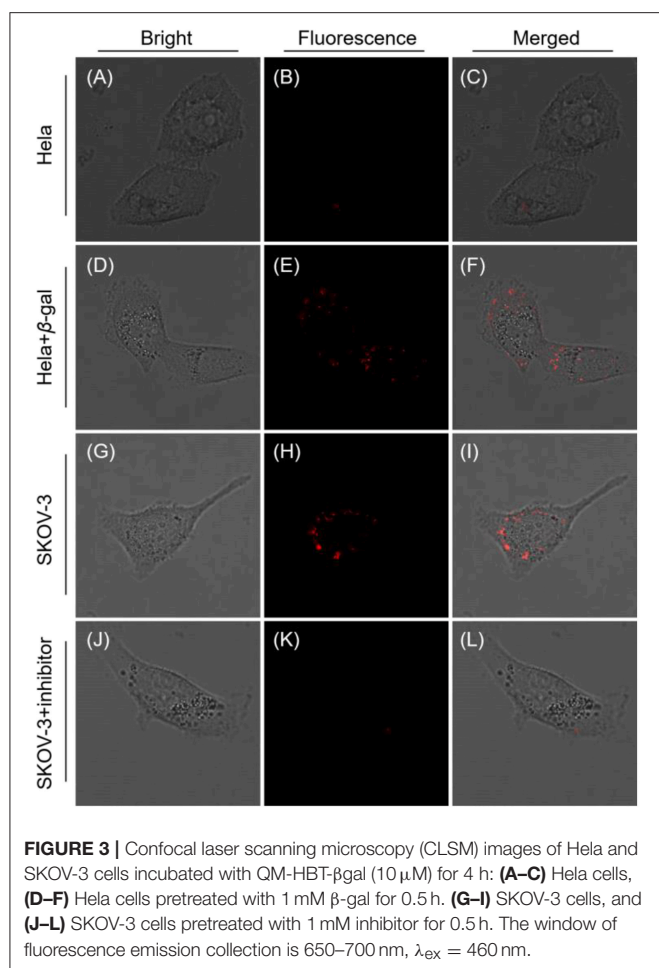 Bright Fluorescence Merged
Hela
(A) (B) (C)
Hela+β-gal
(D) (E) (F)
SKOV-3
(G) (H) (I)
SKOV-3+inhibitor
(J) (K) (L)
FIGURE 3 | Confocal laser scanning microscopy (CLSM) images of Hela and
SKOV-3 cells incubated with QM-HBT-βgal (10 μM) for 4 h: (A–C) Hela cells,
(D–F) Hela cells pretreated with 1 mM β-gal for 0.5 h. (G–I) SKOV-3 cells, and
(J–L) SKOV-3 cells pretreated with 1 mM inhibitor for 0.5 h. The window of
fluorescence emission collection is 650–700 nm, λex = 460 nm.